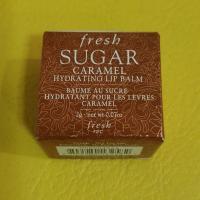 fresh
SUGAR
CARAMEL
HYDRATING LIP BALM
BAUME AU SUCRE
HYDRATANT POUR LES LÈVRES
CARAMEL
fresh